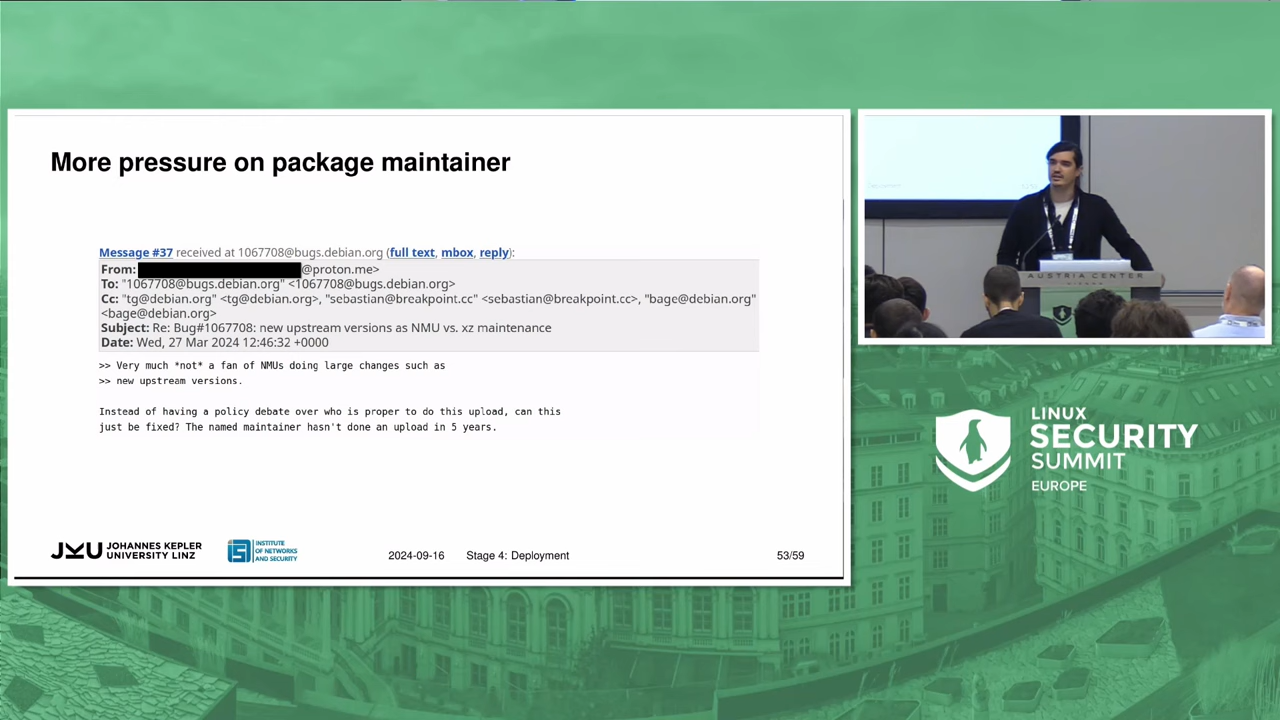 More pressure on package maintainer
Message #37 received at 1067708@bugs.debian.org (full text, mbox, reply):
From: @proton.me>
To: "1067708@bugs.debian.org" <1067708@bugs.debian.org>
Cc: "tg@debian.org" <tg@debian.org>, "sebastian@breakpoint.cc" <sebastian@breakpoint.cc>, "bage@debian.org"
<bage@debian.org>
Subject: Re: Bug#1067708: new upstream versions as NMU vs. xz maintenance
Date: Wed, 27 Mar 2024 12:46:32 +0000
>> Very much *not* a fan of NMUs doing large changes such as
>> new upstream versions.
Instead of having a policy debate over who is proper to do this upload, can this
just be fixed? The named maintainer hasn't done an upload in 5 years.
JKU JOHANNES KEPLER
UNIVERSITY LINZ
INSTITUTE
OF NETWORKS
AND SECURITY
2024-09-16 Stage 4: Deployment 53/59
AUSTRIA CENTER
LINUX
SECURITY
SUMMIT
EUROPE